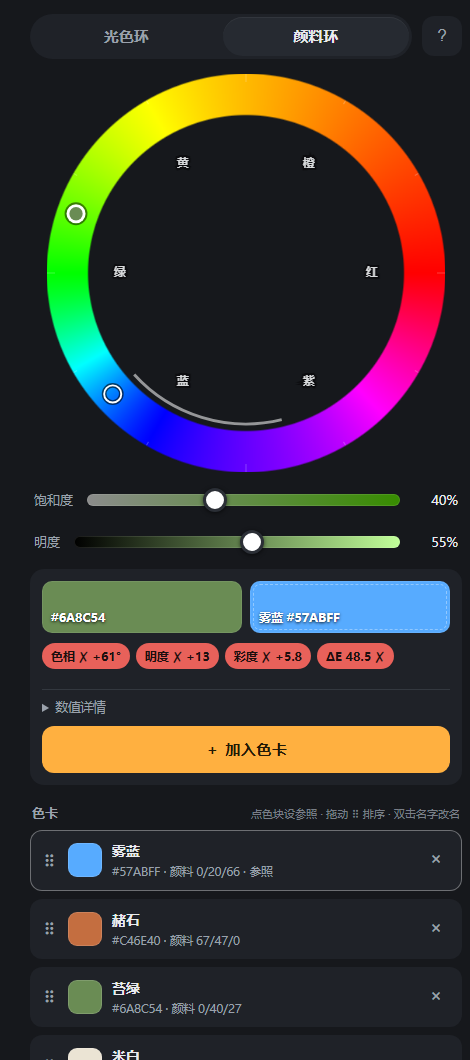 光色环 颜料环 ?
黄 橙
绿 红
蓝 紫
饱和度 40%
明度 55%
#6A8C54 雾蓝 #57ABFF
色相 ✗ +61° 明度 ✗ +13 彩度 ✗ +5.8 ΔE 48.5 ✗
▶ 数值详情
+ 加入色卡
色卡 点色块设参照 · 拖动 ⠿ 排序 · 双击名字改名
雾蓝
#57ABFF · 颜料 0/20/66 · 参照 ×
赭石
#C46E40 · 颜料 67/47/0 ×
苔绿
#6A8C54 · 颜料 0/40/27 ×
米白